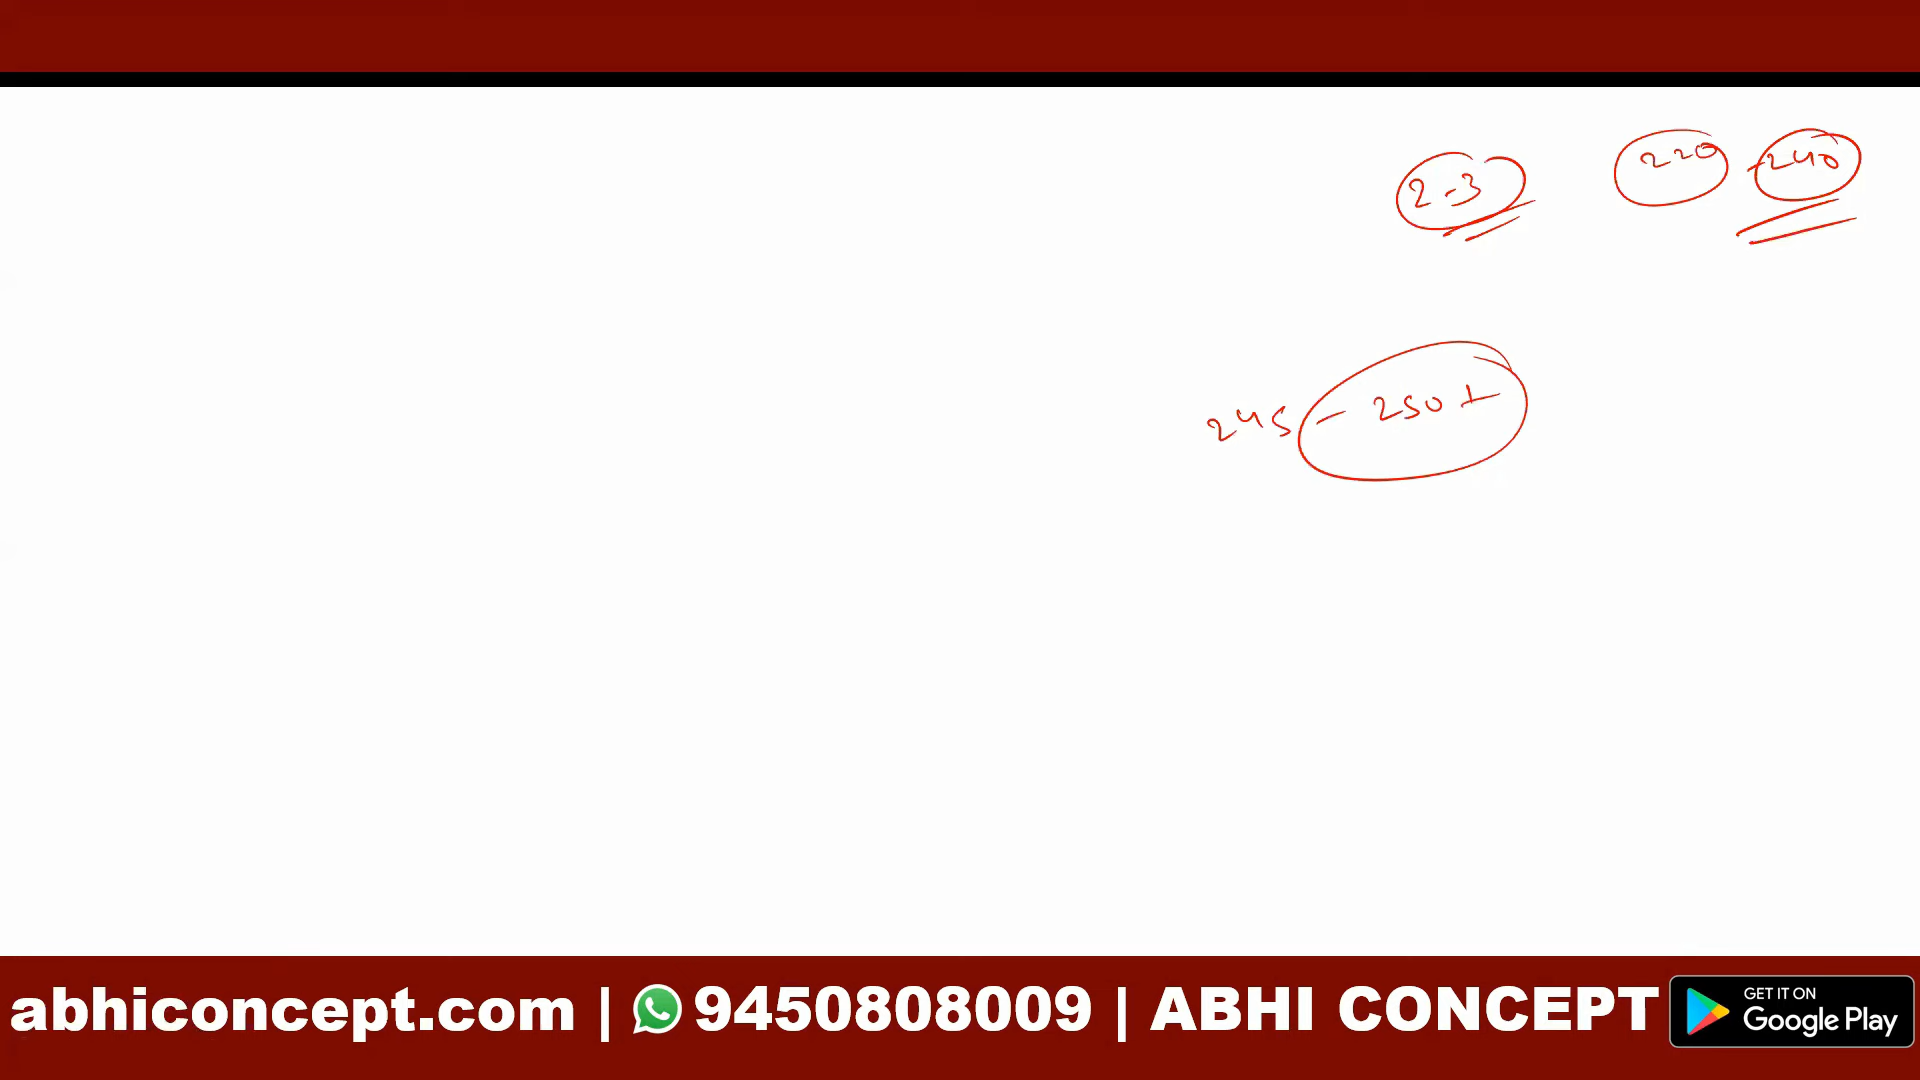 2-3 220 - 240
245 - 250 +
abhiconcept.com | 9450808009 | ABHI CONCEPT
GET IT ON
Google Play